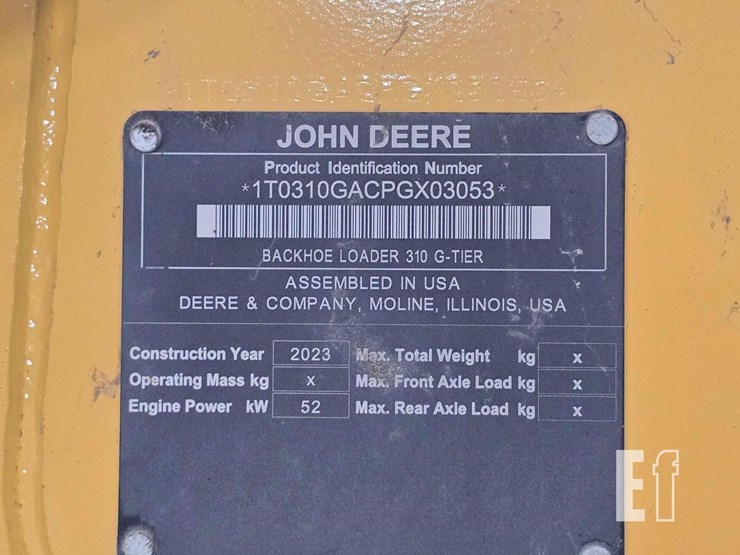 JOHN DEERE
Product Identification Number
*1T0310GACPGX03053*
BACKHOE LOADER 310 G-TIER
ASSEMBLED IN USA
DEERE & COMPANY, MOLINE, ILLINOIS, USA
Construction Year 2023 Max. Total Weight kg x
Operating Mass kg x Max. Front Axle Load kg x
Engine Power kW 52 Max. Rear Axle Load kg x
Ef